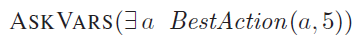 ASKVARS(∃ a BestAction(a, 5))